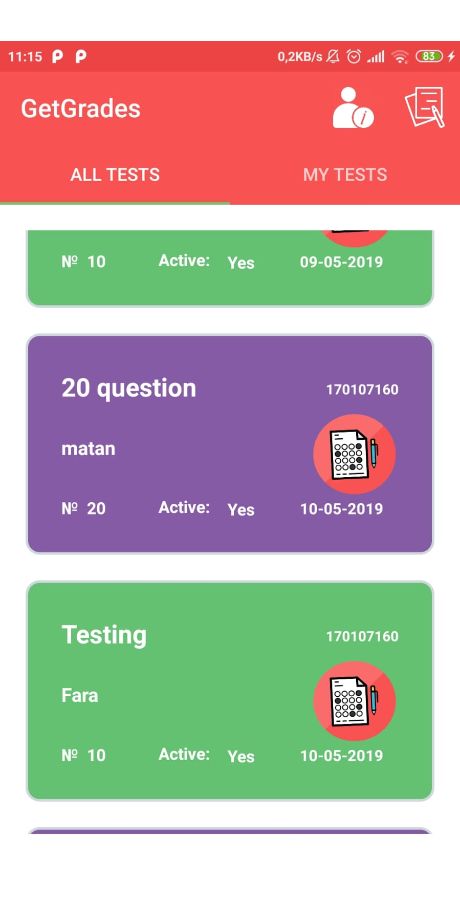 11:15 0,2KB/s 83
GetGrades
ALL TESTS MY TESTS
№ 10 Active: Yes 09-05-2019
20 question 170107160
matan
№ 20 Active: Yes 10-05-2019
Testing 170107160
Fara
№ 10 Active: Yes 10-05-2019